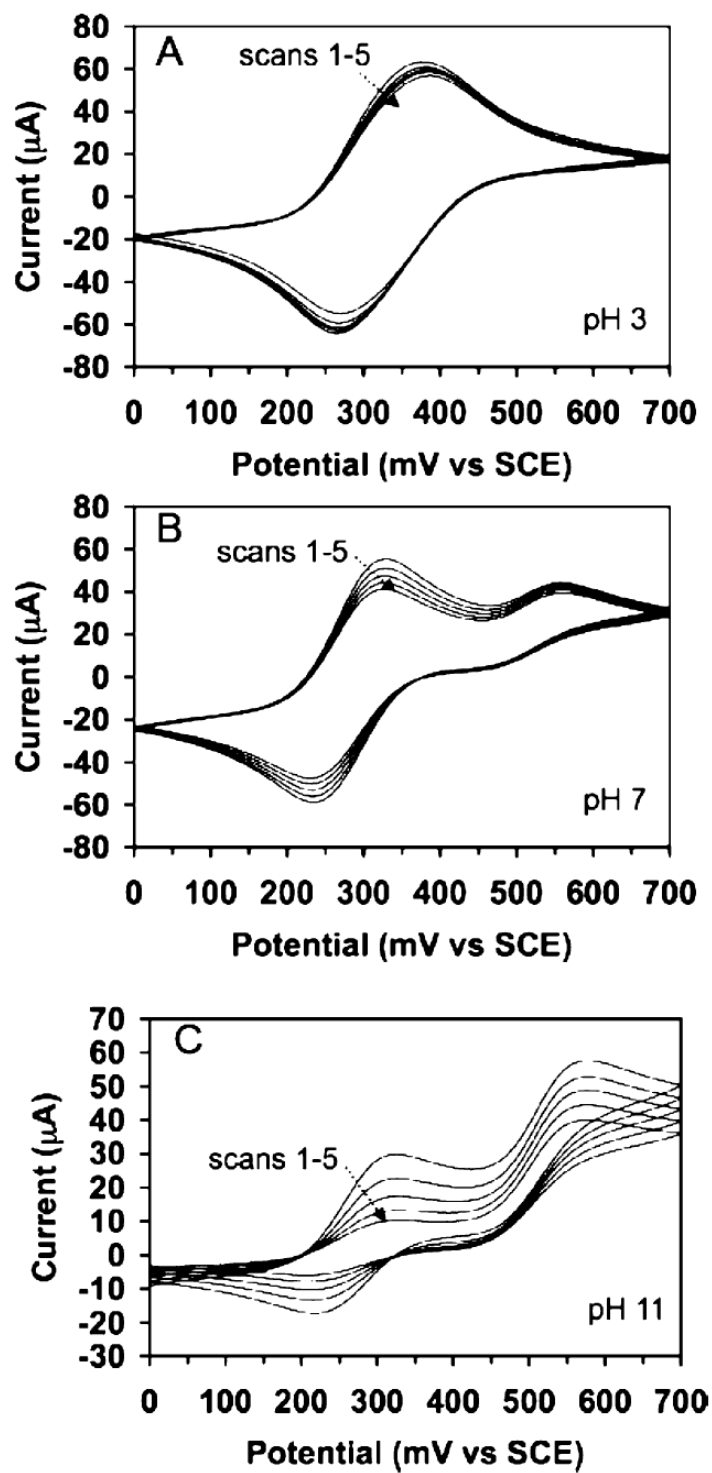 A
scans 1-5
80
60
40
20
0
-20
-40
-60
-80
Current (µA)
pH 3
0 100 200 300 400 500 600 700
Potential (mV vs SCE)
B
scans 1-5
80
60
40
20
0
-20
-40
-60
-80
Current (µA)
pH 7
0 100 200 300 400 500 600 700
Potential (mV vs SCE)
C
scans 1-5
70
60
50
40
30
20
10
0
-10
-20
-30
Current (µA)
pH 11
0 100 200 300 400 500 600 700
Potential (mV vs SCE)